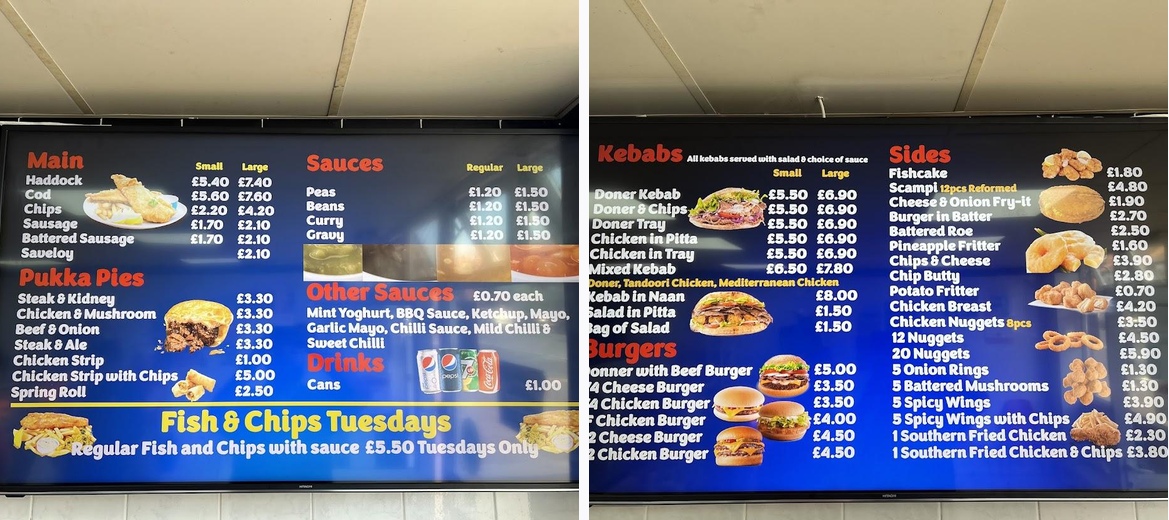 Main
Small Large
Haddock £5.40 £7.40
Cod £5.60 £7.60
Chips £2.20 £4.20
Sausage £1.70 £2.10
Battered Sausage £1.70 £2.10
Saveloy £2.10
Pukka Pies
Steak & Kidney £3.30
Chicken & Mushroom £3.30
Beef & Onion £3.30
Steak & Ale £3.30
Chicken Strip £1.00
Chicken Strip with Chips £5.00
Spring Roll £2.50
Sauces
Regular Large
Peas £1.20 £1.50
Beans £1.20 £1.50
Curry £1.20 £1.50
Gravy £1.20 £1.50
Other Sauces £0.70 each
Mint Yoghurt, BBQ Sauce, Ketchup, Mayo,
Garlic Mayo, Chilli Sauce, Mild Chilli &
Sweet Chilli
Drinks
Cans £1.00
Fish & Chips Tuesdays
Regular Fish and Chips with sauce £5.50 Tuesdays Only
HITACHI
Kebabs All kebabs served with salad & choice of sauce
Small Large
Doner Kebab £5.50 £6.90
Doner & Chips £5.50 £6.90
Doner Tray £5.50 £6.90
Chicken in Pitta £5.50 £6.90
Chicken in Tray £5.50 £6.90
Mixed Kebab £6.50 £7.80
Doner, Tandoori Chicken, Mediterranean Chicken
Kebab in Naan £8.00
Salad in Pitta £1.50
Bag of Salad £1.50
Burgers
onner with Beef Burger £5.00
/4 Cheese Burger £3.50
/4 Chicken Burger £3.50
Chicken Burger £4.00
2 Cheese Burger £4.50
2 Chicken Burger £4.50
Sides
Fishcake £1.80
Scampi 12pcs Reformed £4.80
Cheese & Onion Fry-it £1.90
Burger in Batter £2.70
Battered Roe £2.50
Pineapple Fritter £1.60
Chips & Cheese £3.90
Chip Butty £2.80
Potato Fritter £0.70
Chicken Breast £4.20
Chicken Nuggets 8pcs £3.50
12 Nuggets £4.50
20 Nuggets £5.90
5 Onion Rings £1.30
5 Battered Mushrooms £1.30
5 Spicy Wings £3.90
5 Spicy Wings with Chips £4.90
1 Southern Fried Chicken £2.30
1 Southern Fried Chicken & Chips £3.80
HITACHI